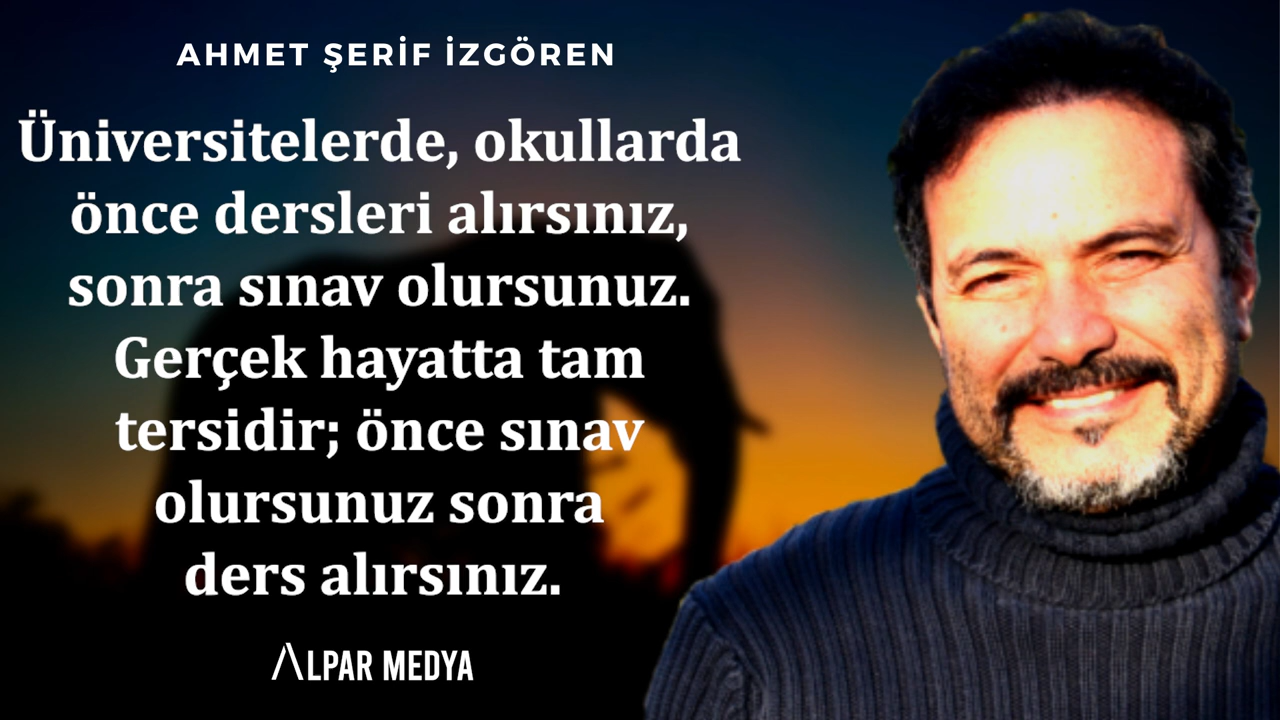 AHMET ŞERİF İZGÖREN
Üniversitelerde, okullarda
önce dersleri alırsınız,
sonra sınav olursunuz.
Gerçek hayatta tam
tersidir; önce sınav
olursunuz sonra
ders alırsınız.
ALPAR MEDYA